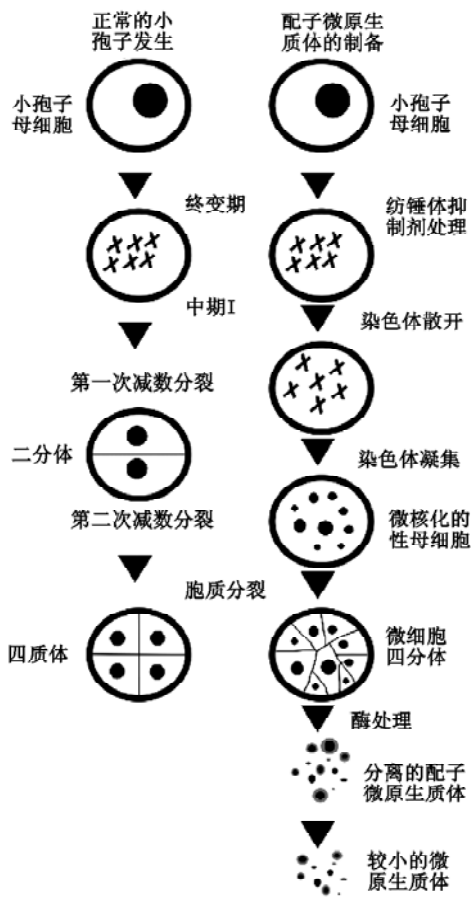 正常的小
孢子发生
配子微原生
质体的制备
小孢子
母细胞
小孢子
母细胞
终变期
纺锤体抑
制剂处理
中期I
染色体散开
第一次减数分裂
二分体
染色体凝集
第二次减数分裂
微核化的
性母细胞
胞质分裂
四质体
微细胞
四分体
酶处理
分离的配子
微原生质体
较小的微
原生质体